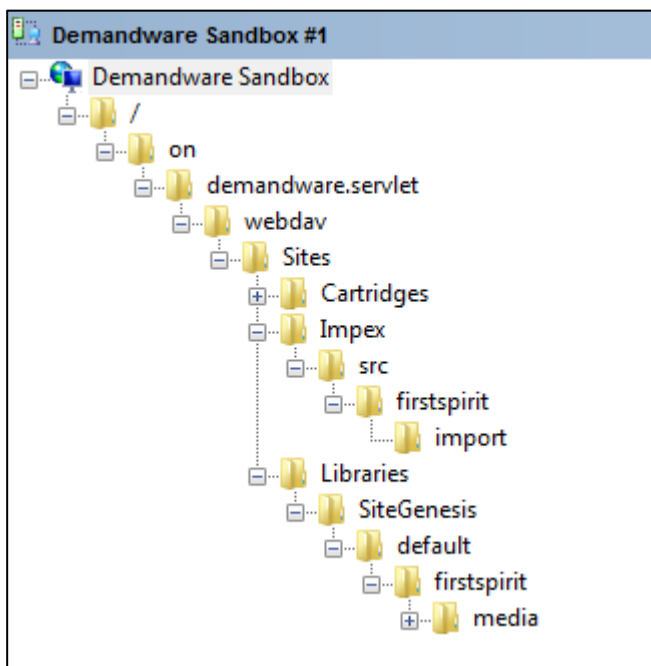 Demandware Sandbox #1
Demandware Sandbox
/
on
demandware.servlet
webdav
Sites
Cartridges
Impex
src
firstspirit
import
Libraries
SiteGenesis
default
firstspirit
media